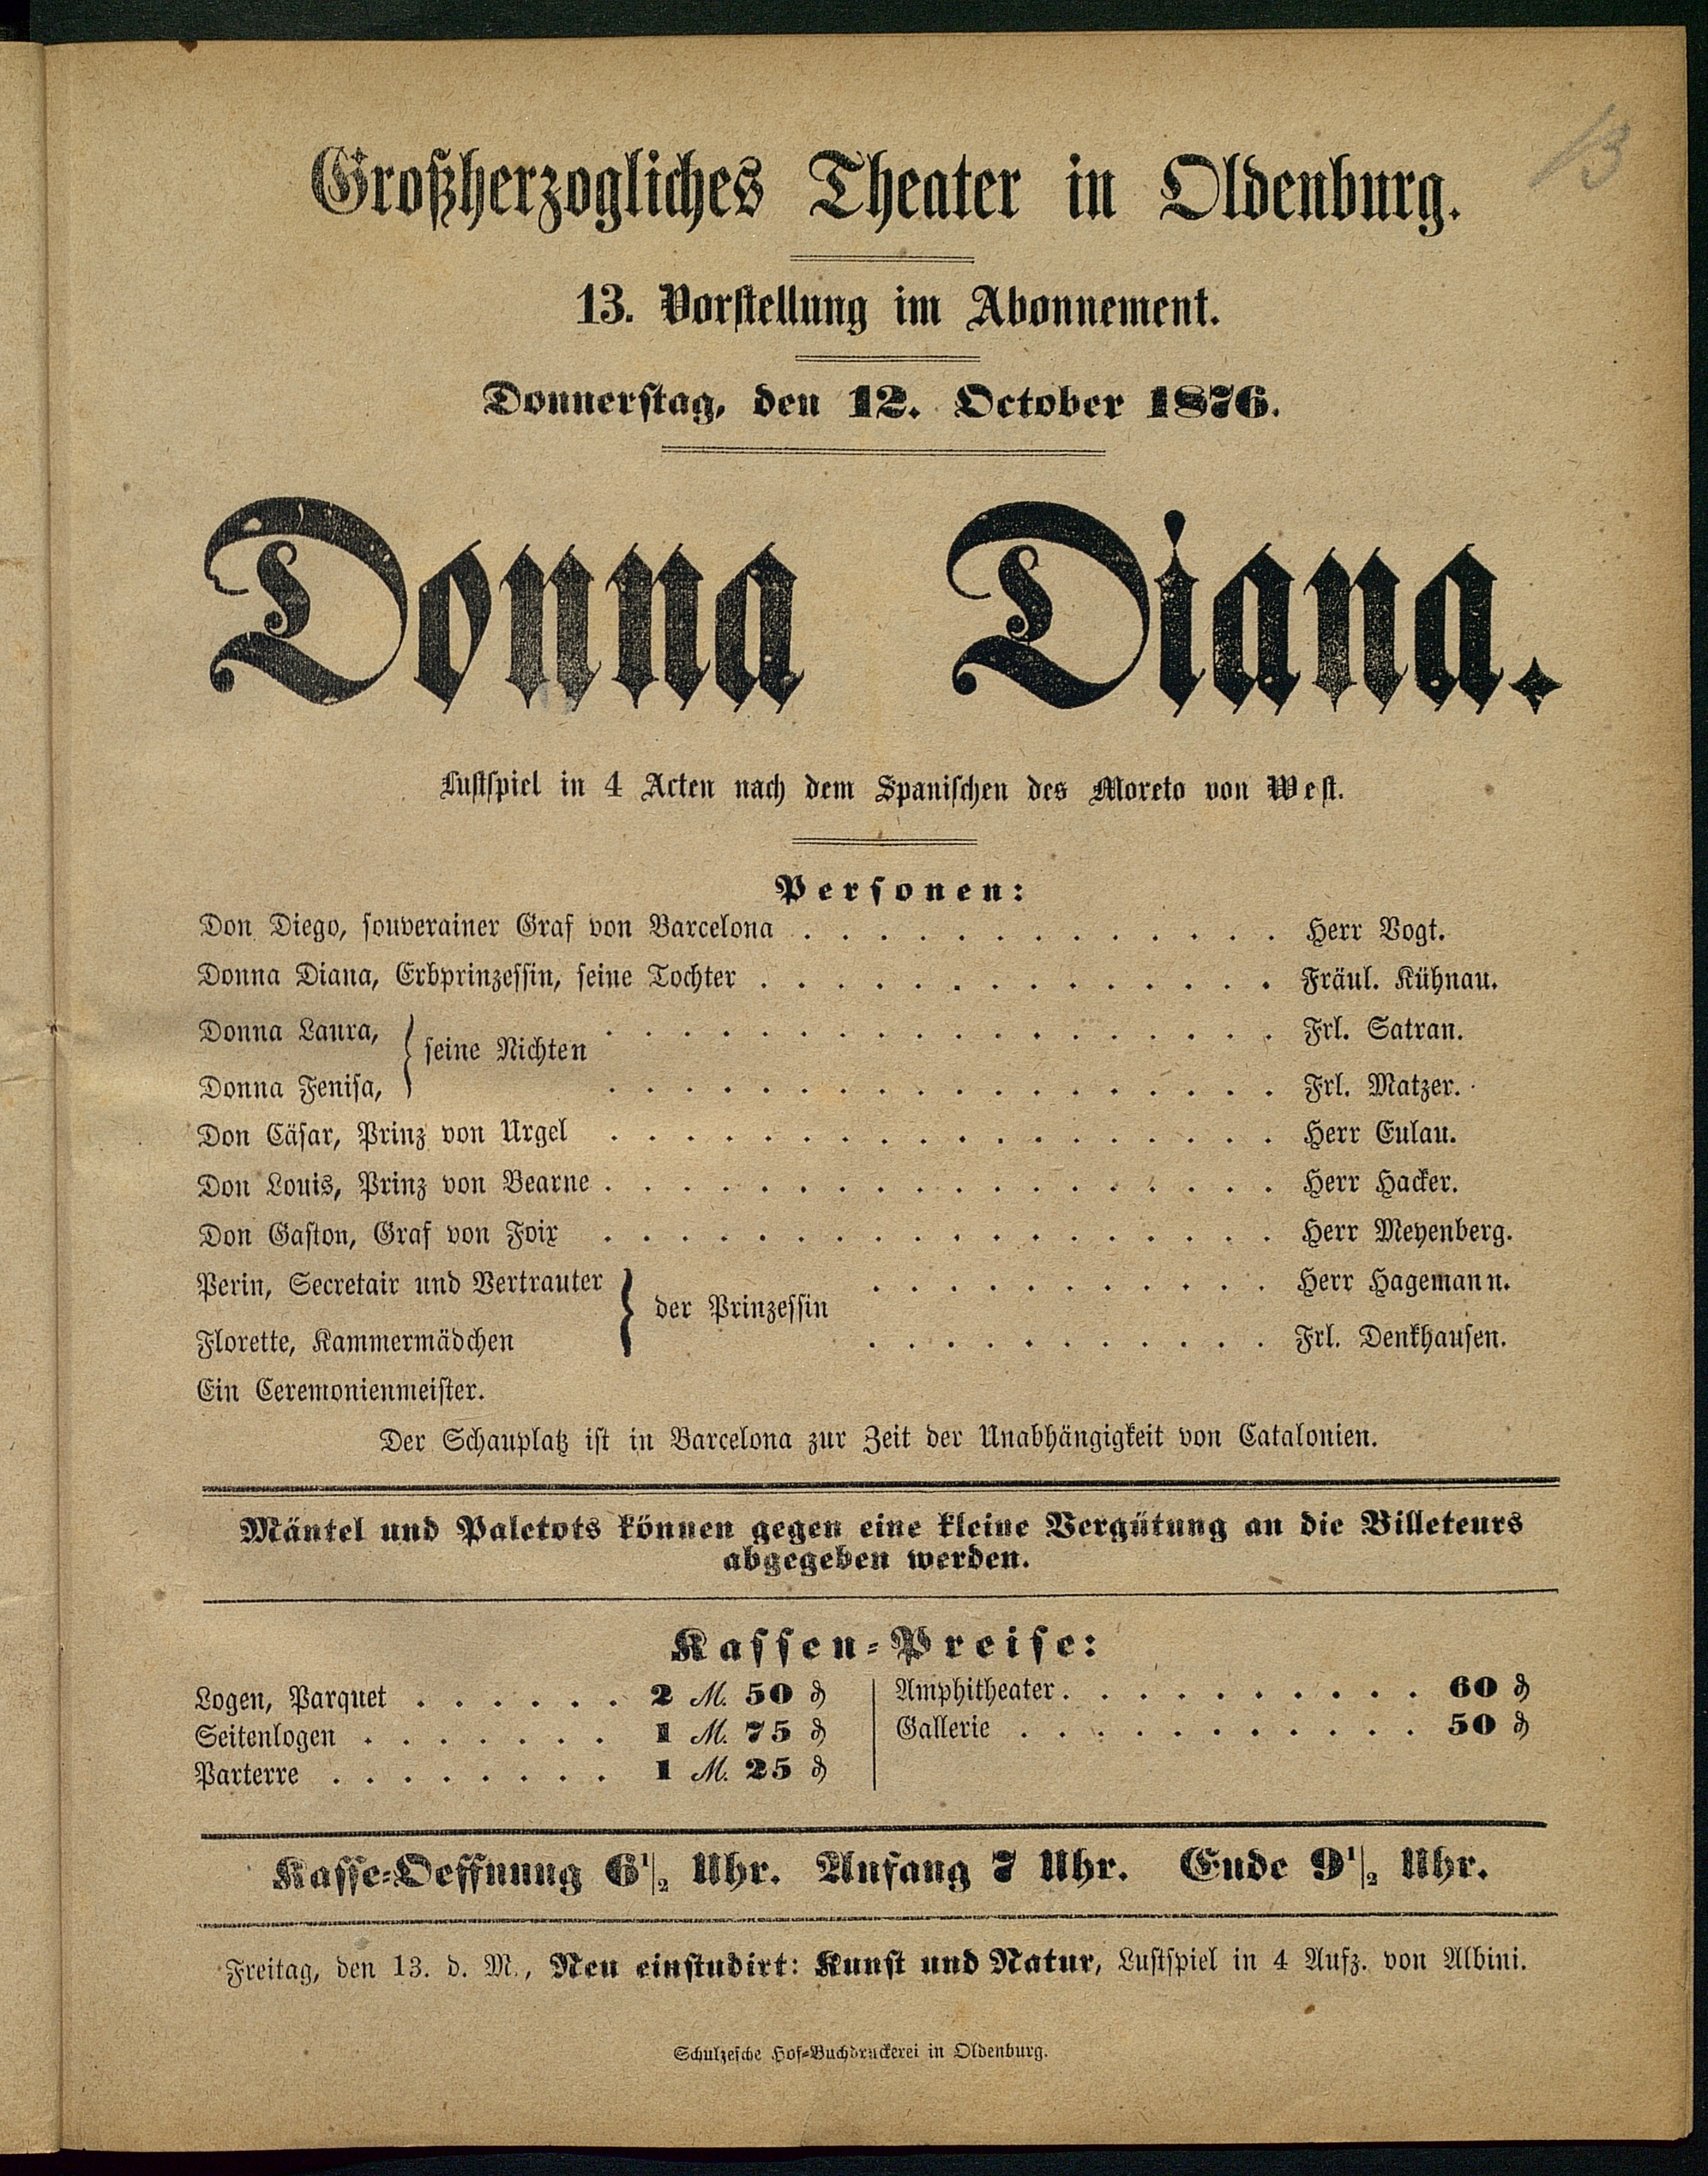 13
Großherzogliches Theater in Oldenburg.
13. Vorstellung im Abonnement.
Donnerstag, den 12. October 1876.
Donna Diana.
Lustspiel in 4 Acten nach dem Spanischen des Moreto von West.
Personen:
Don Diego, souverainer Graf von Barcelona . . . . . . . . . . . . . Herr Vogt.
Donna Diana, Erbprinzessin, seine Tochter . . . . . . . . . . . . . . Fräul. Kühnau.
Donna Laura, } seine Nichten . . . . . . . . . . . . . . . . . . Frl. Satran.
Donna Fenisa, . . . . . . . . . . . . . . . . . . Frl. Matzer.
Don Cäsar, Prinz von Urgel . . . . . . . . . . . . . . . . . . Herr Eulau.
Don Louis, Prinz von Bearne . . . . . . . . . . . . . . . . . . Herr Hacker.
Don Gaston, Graf von Foix . . . . . . . . . . . . . . . . . . Herr Meyenberg.
Perin, Secretair und Vertrauter } der Prinzessin . . . . . . . . . . . Herr Hagemann.
Florette, Kammermädchen . . . . . . . . . . . Frl. Denkhausen.
Ein Ceremonienmeister.
Der Schauplatz ist in Barcelona zur Zeit der Unabhängigkeit von Catalonien.
Mäntel und Paletots können gegen eine kleine Vergütung an die Billeteurs
abgegeben werden.
Kassen-Preise:
Logen, Parquet . . . . . . 2 M. 50 ₰
Seitenlogen . . . . . . . 1 M. 75 ₰
Parterre . . . . . . . . 1 M. 25 ₰
Amphitheater . . . . . . . . . . 60 ₰
Gallerie . . . . . . . . . . . 50 ₰
Kasse-Oeffnung 6½ Uhr. Anfang 7 Uhr. Ende 9½ Uhr.
Freitag, den 13. d. M., Neu einstudirt: Kunst und Natur, Lustspiel in 4 Aufz. von Albini.
Schulzesche Hof-Buchdruckerei in Oldenburg.